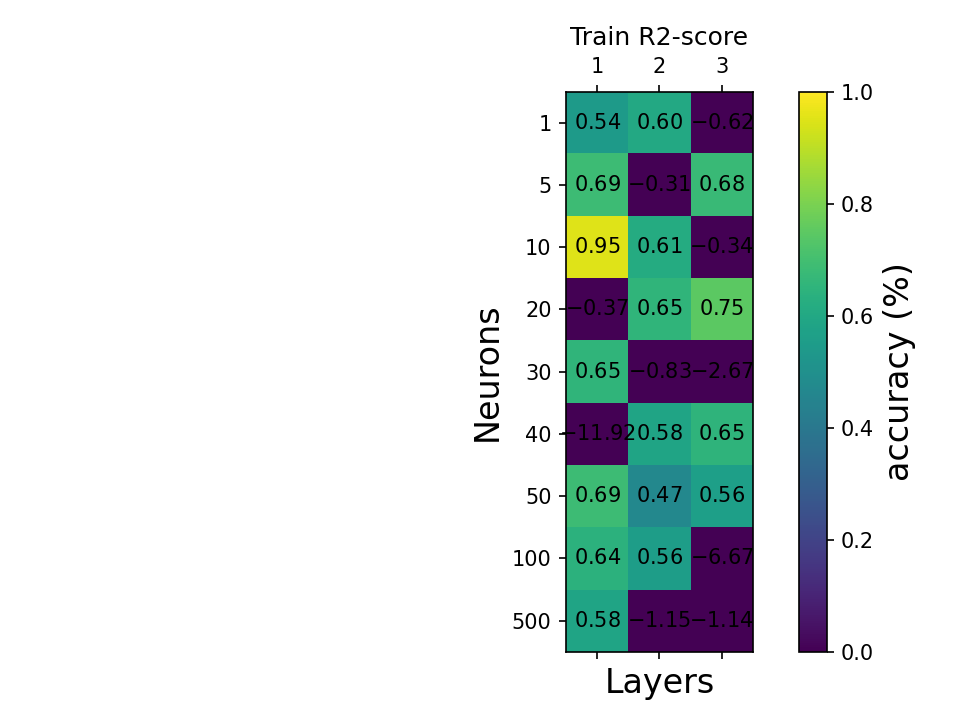 Train R2-score
1 2 3
1 0.54 0.60 −0.62
5 0.69 −0.31 0.68
10 0.95 0.61 −0.34
20 −0.37 0.65 0.75
30 0.65 −0.83 −2.67
40 −11.92 0.58 0.65
50 0.69 0.47 0.56
100 0.64 0.56 −6.67
500 0.58 −1.15 −1.14
Neurons
Layers
1.0
0.8
0.6
0.4
0.2
0.0
accuracy (%)